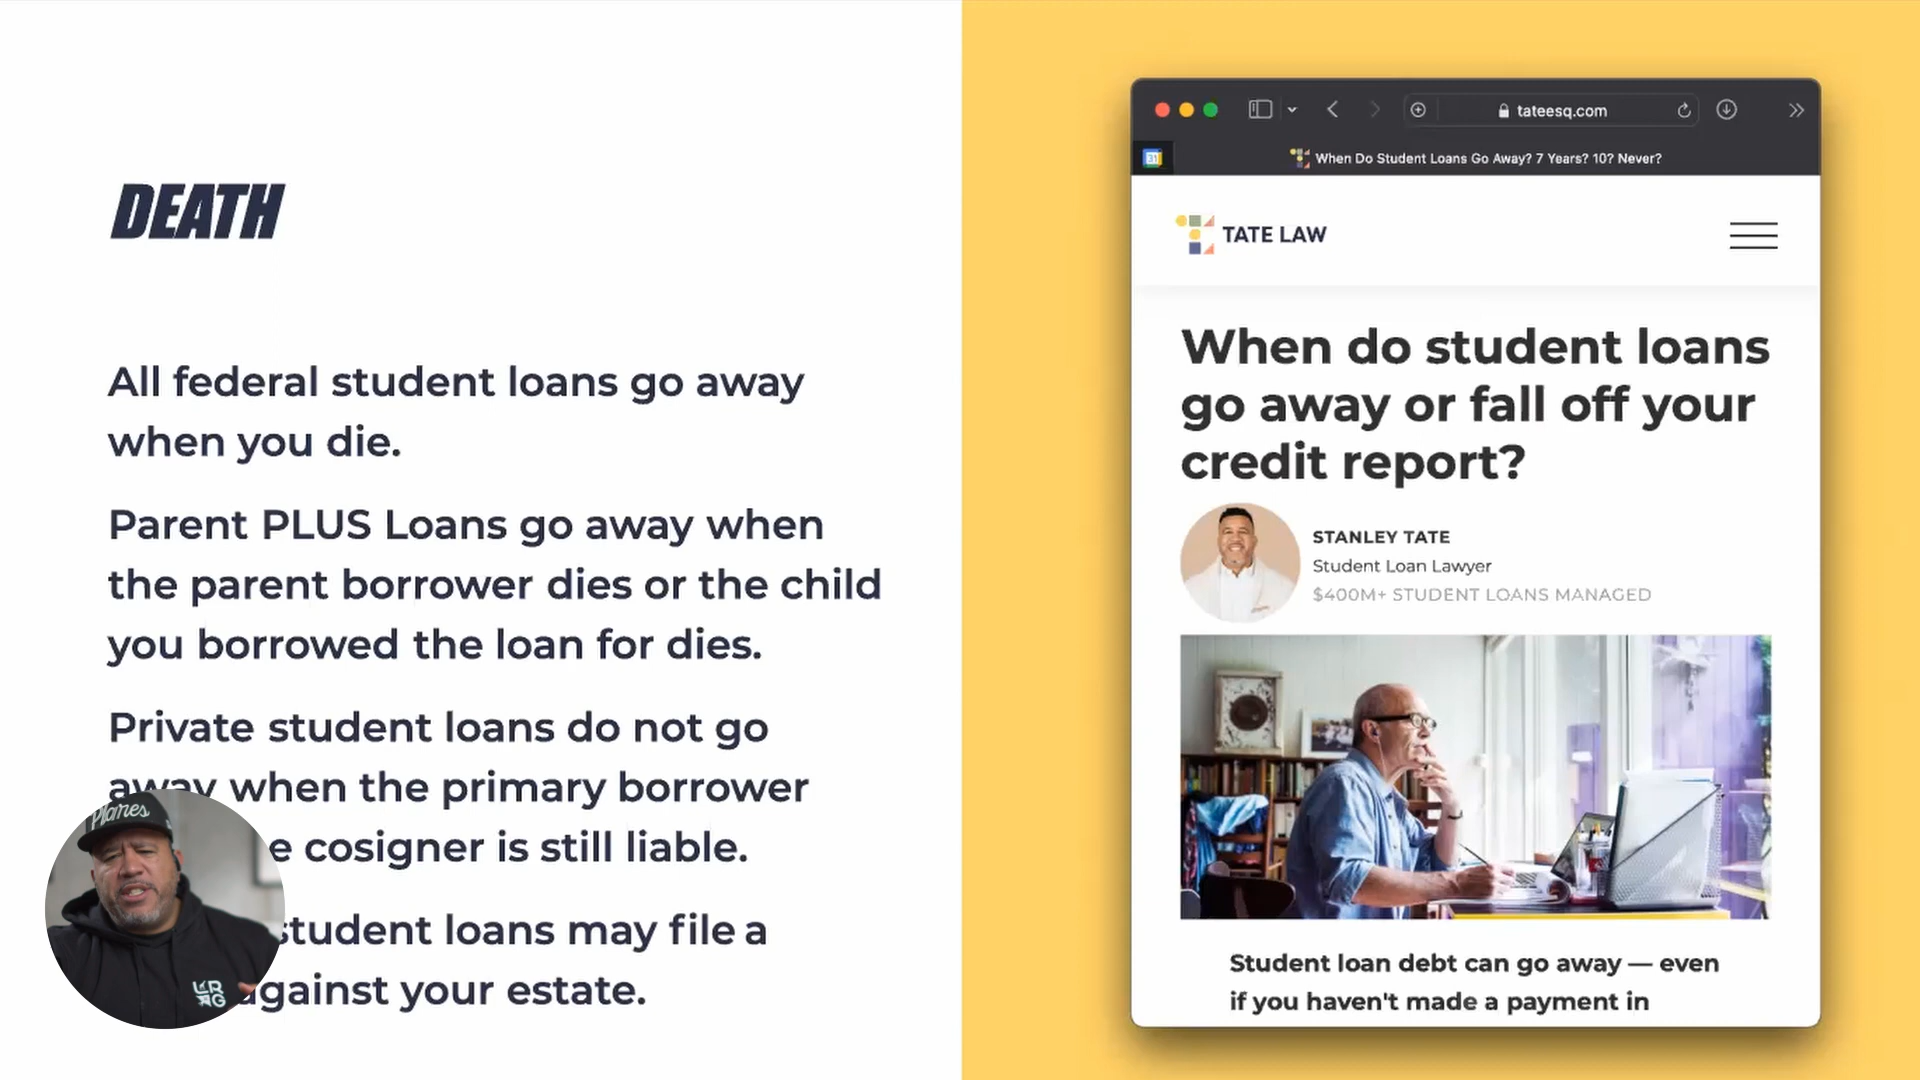 DEATH
All federal student loans go away
when you die.
Parent PLUS Loans go away when
the parent borrower dies or the child
you borrowed the loan for dies.
Private student loans do not go
away when the primary borrower
cosigner is still liable.
student loans may file a
against your estate.
Planes
tateesq.com
31
When Do Student Loans Go Away? 7 Years? 10? Never?
TATE LAW
When do student loans
go away or fall off your
credit report?
STANLEY TATE
Student Loan Lawyer
$400M+ STUDENT LOANS MANAGED
Student loan debt can go away — even
if you haven't made a payment in